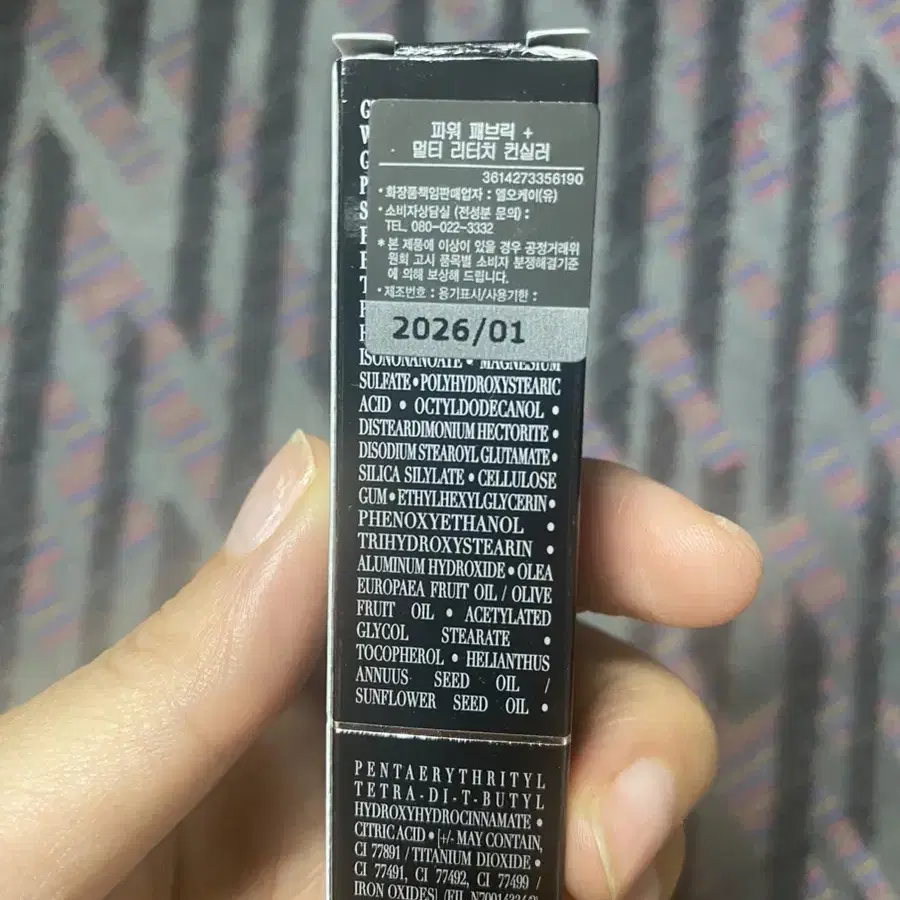 파워 패브릭 +
멀티 리터치 컨실러
3614273356190
• 화장품책임판매업자 : 엘오케이(유)
• 소비자상담실 (전성분 문의) :
TEL. 080-022-3332
* 본 제품에 이상이 있을 경우 공정거래위
원회 고시 품목별 소비자 분쟁해결기준
에 의해 보상해 드립니다.
• 제조번호 : 용기표시/사용기한 :
2026/01
ISONONANOATE • MAGNESIUM
SULFATE • POLYHYDROXYSTEARIC
ACID • OCTYLDODECANOL •
DISTEARDIMONIUM HECTORITE •
DISODIUM STEAROYL GLUTAMATE •
SILICA SILYLATE • CELLULOSE
GUM • ETHYLHEXYLGLYCERIN •
PHENOXYETHANOL •
TRIHYDROXYSTEARIN •
ALUMINUM HYDROXIDE • OLEA
EUROPAEA FRUIT OIL / OLIVE
FRUIT OIL • ACETYLATED
GLYCOL STEARATE •
TOCOPHEROL • HELIANTHUS
ANNUUS SEED OIL /
SUNFLOWER SEED OIL •
PENTAERYTHRITYL
TETRA-DI-T-BUTYL
HYDROXYHYDROCINNAMATE •
CITRIC ACID • [+/- MAY CONTAIN,
CI 77891 / TITANIUM DIOXIDE •
CI 77491, CI 77492, CI 77499 /
IRON OXIDES]